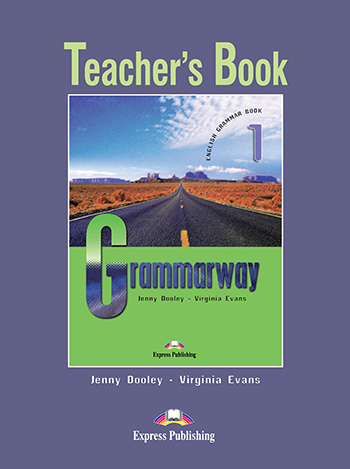 Teacher's Book
ENGLISH GRAMMAR BOOK
1
Grammarway
Jenny Dooley - Virginia Evans
Express Publishing
Jenny Dooley - Virginia Evans
Express Publishing